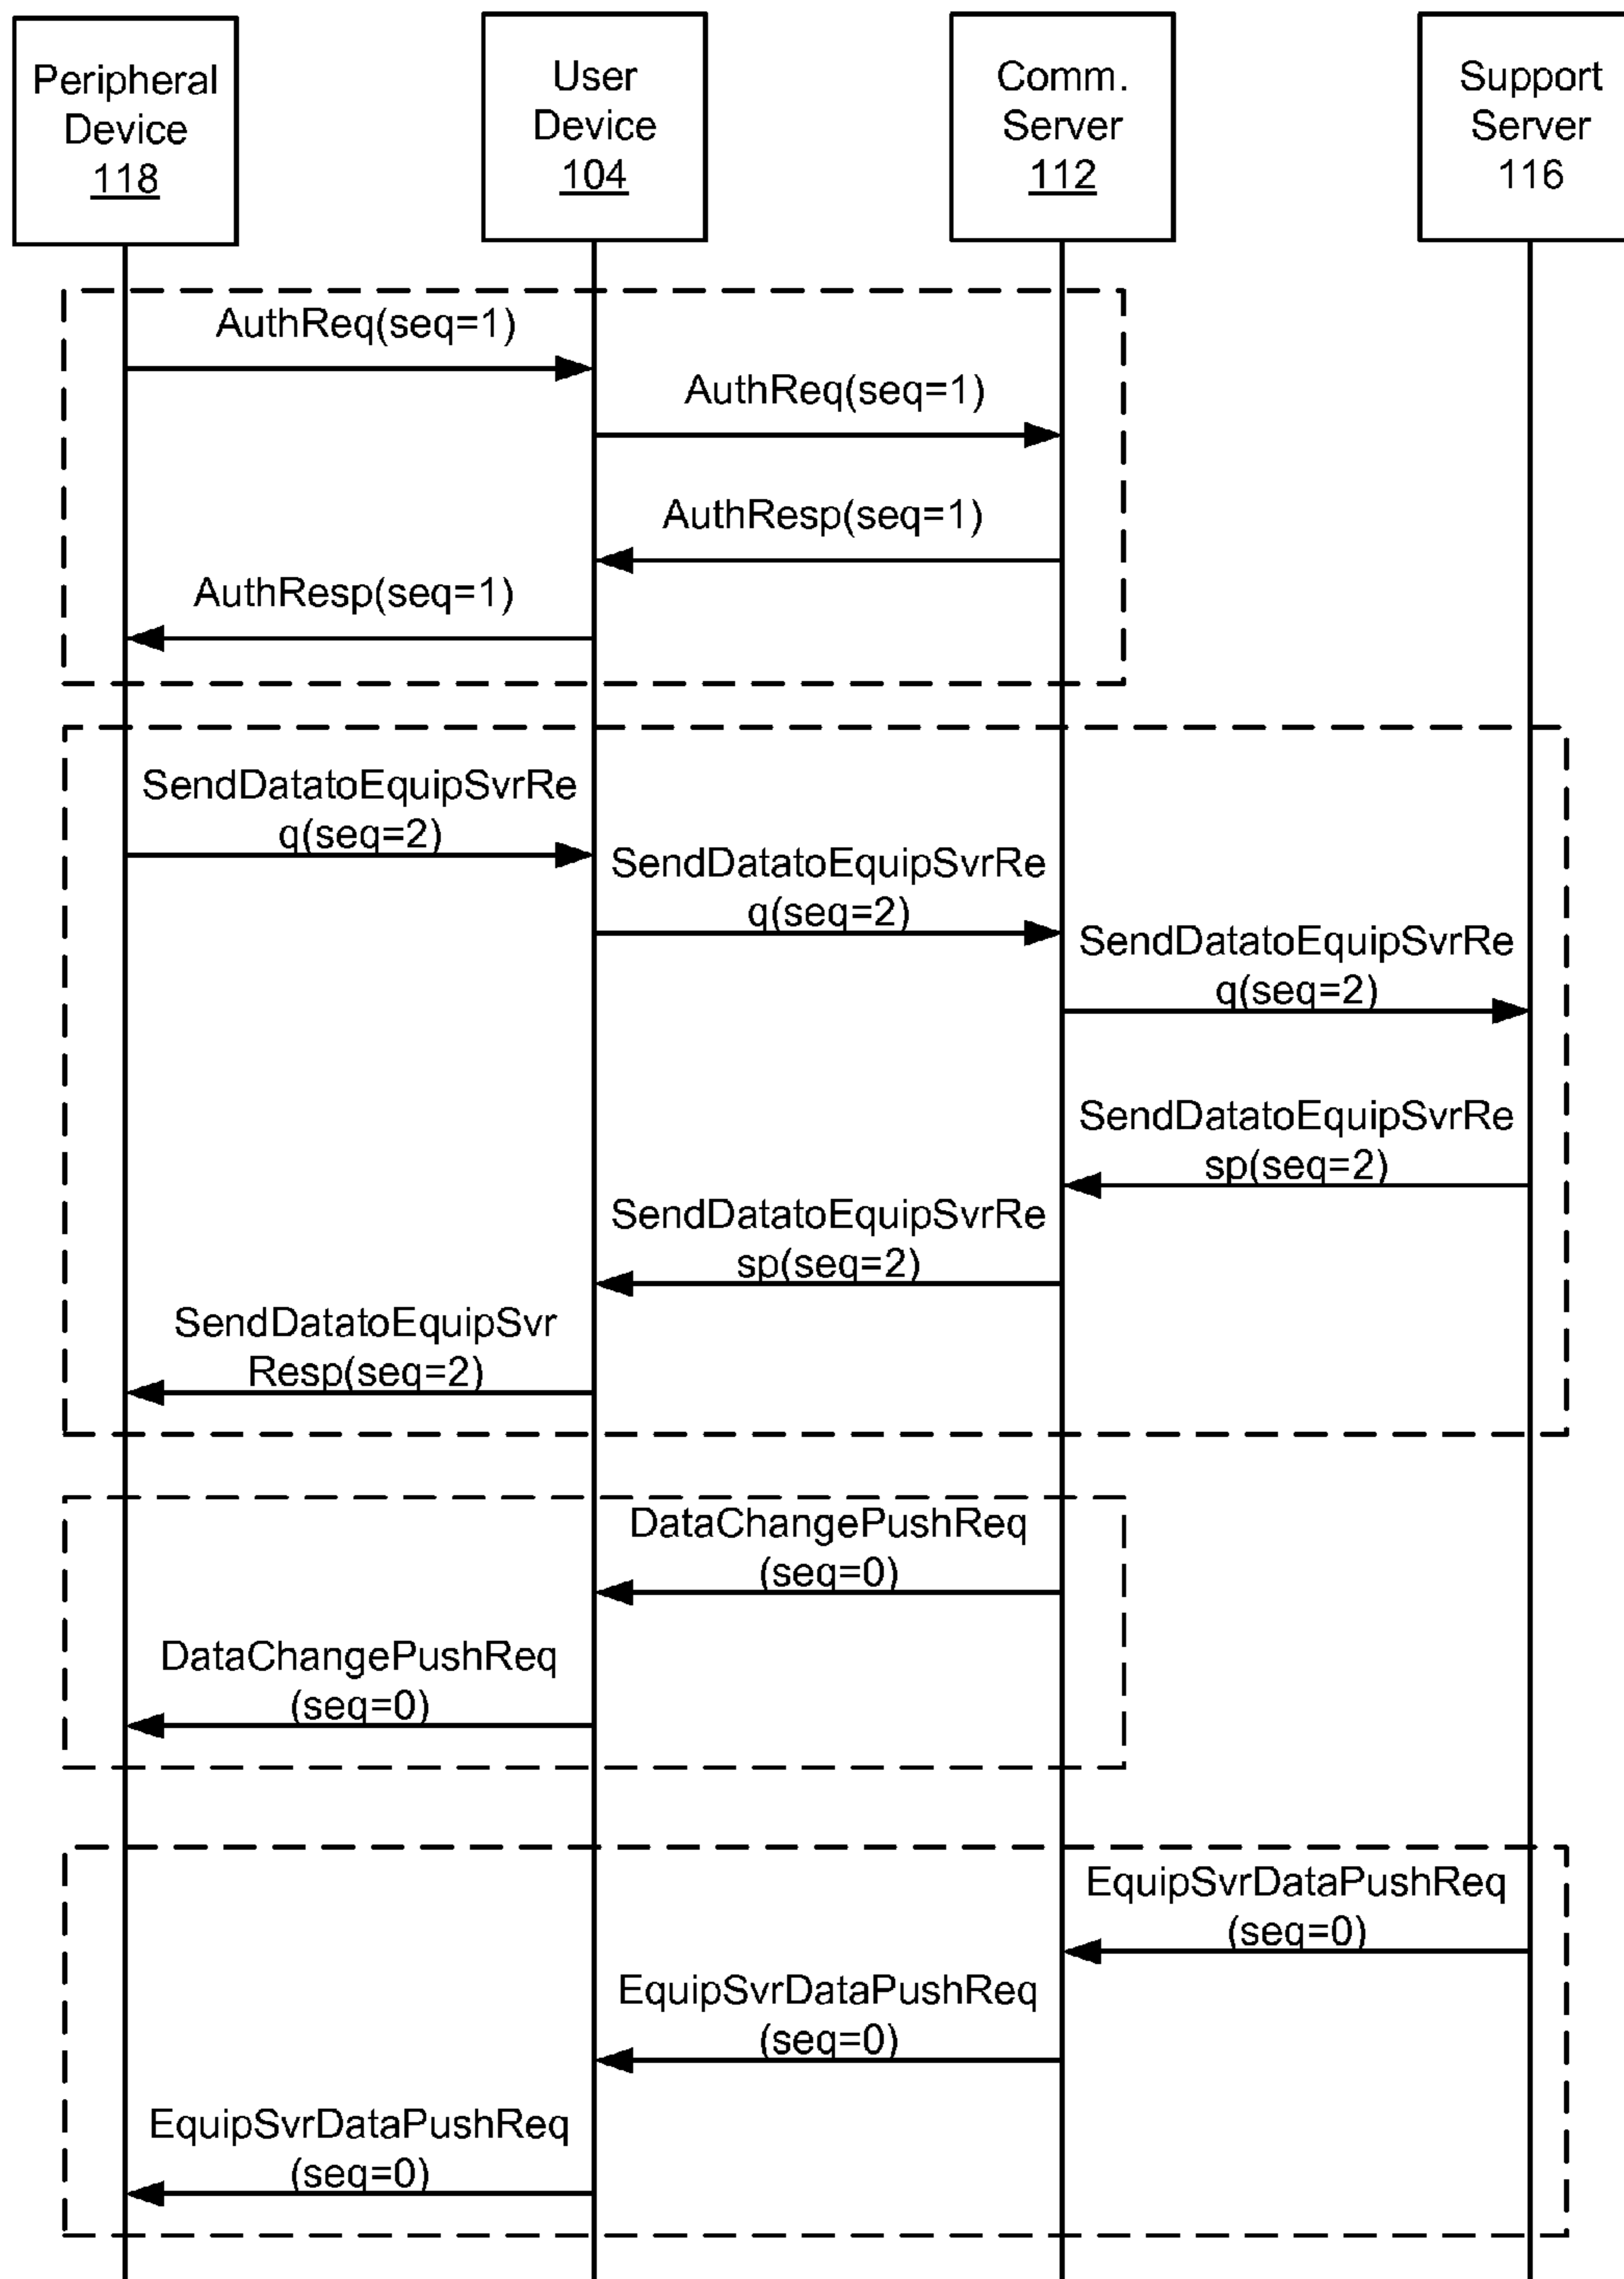 Peripheral
Device
118
User
Device
104
Comm.
Server
112
Support
Server
116
AuthReq(seq=1)
AuthReq(seq=1)
AuthResp(seq=1)
AuthResp(seq=1)
SendDatatoEquipSvrRe
q(seq=2)
SendDatatoEquipSvrRe
q(seq=2)
SendDatatoEquipSvrRe
q(seq=2)
SendDatatoEquipSvrRe
sp(seq=2)
SendDatatoEquipSvrRe
sp(seq=2)
SendDatatoEquipSvr
Resp(seq=2)
DataChangePushReq
(seq=0)
DataChangePushReq
(seq=0)
EquipSvrDataPushReq
(seq=0)
EquipSvrDataPushReq
(seq=0)
EquipSvrDataPushReq
(seq=0)